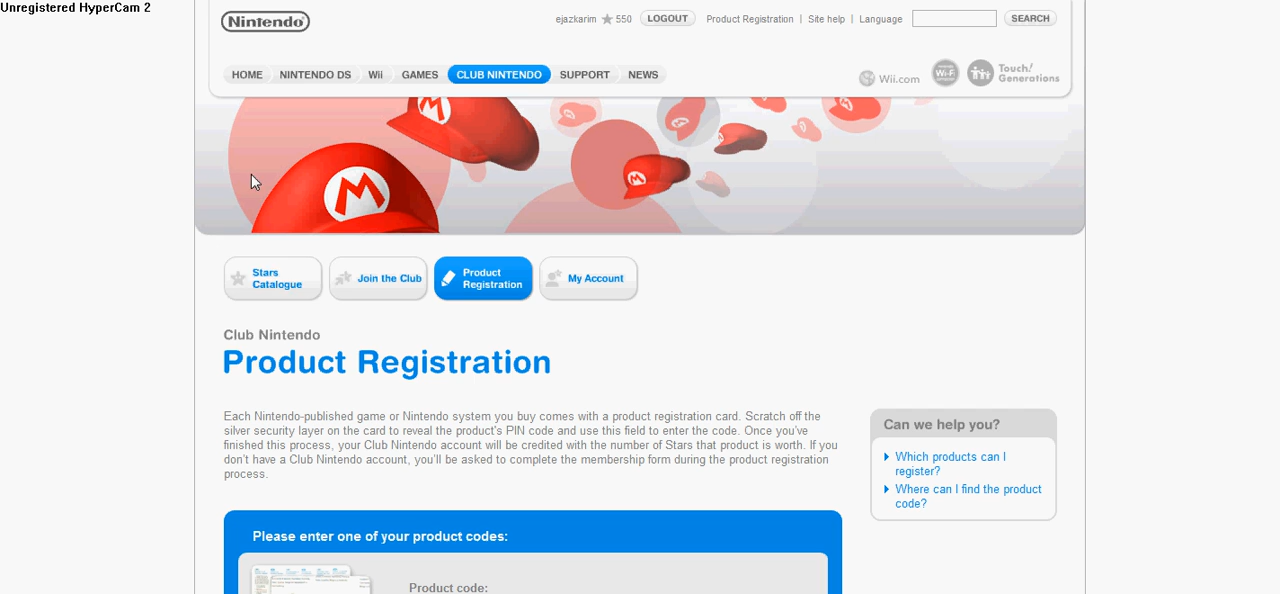 Unregistered HyperCam 2
Nintendo
ejazkarim 550 LOGOUT Product Registration | Site help | Language SEARCH
HOME NINTENDO DS Wii GAMES CLUB NINTENDO SUPPORT NEWS
Wii.com Wi-Fi Touch!
Generations
M
M
M
Stars
Catalogue
Join the Club
Product
Registration
My Account
Club Nintendo
Product Registration
Each Nintendo-published game or Nintendo system you buy comes with a product registration card. Scratch off the
silver security layer on the card to reveal the product's PIN code and use this field to enter the code. Once you've
finished this process, your Club Nintendo account will be credited with the number of Stars that product is worth. If you
don't have a Club Nintendo account, you'll be asked to complete the membership form during the product registration
process.
Can we help you?
Which products can I
register?
Where can I find the product
code?
Please enter one of your product codes:
Product code: